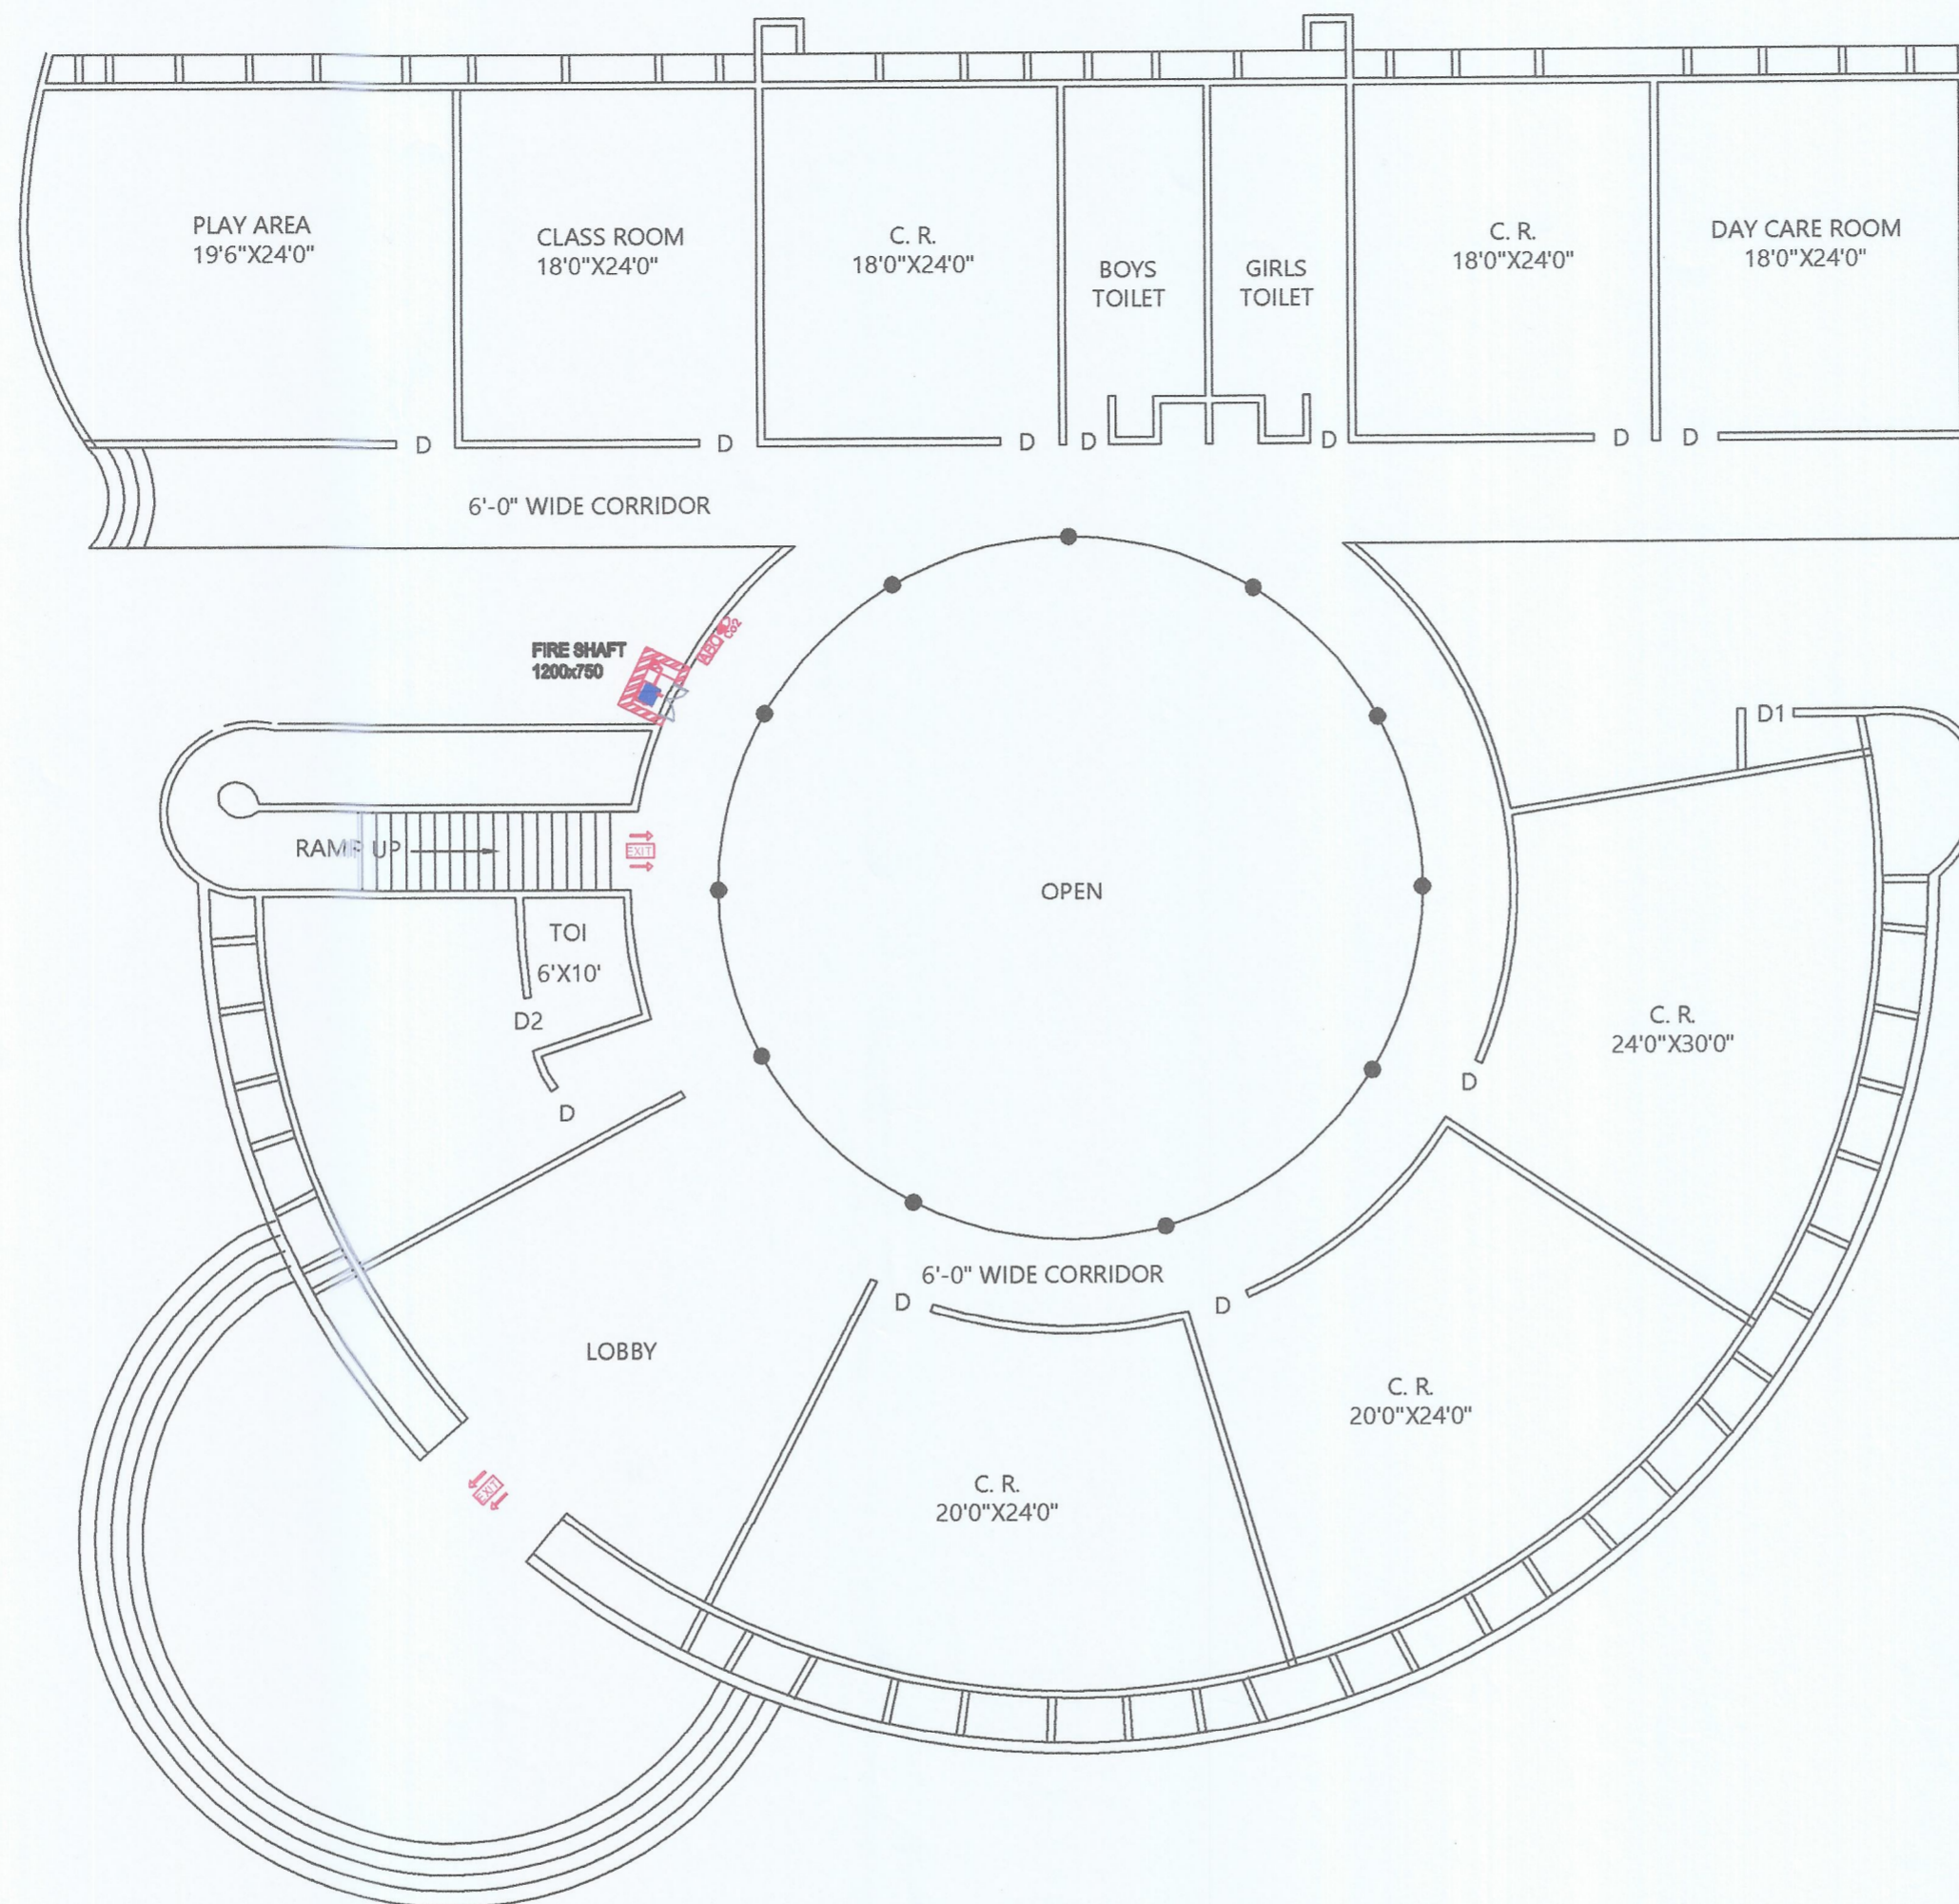 PLAY AREA
19'6"X24'0"
CLASS ROOM
18'0"X24'0"
C. R.
18'0"X24'0"
BOYS
TOILET
GIRLS
TOILET
C. R.
18'0"X24'0"
DAY CARE ROOM
18'0"X24'0"
D
D
D
D
D
D
D
6'-0" WIDE CORRIDOR
FIRE SHAFT
1200x750
ABC
Co2
D1
RAMP UP
EXIT
OPEN
TOI
6'X10'
D2
D
C. R.
24'0"X30'0"
D
6'-0" WIDE CORRIDOR
D
D
LOBBY
C. R.
20'0"X24'0"
C. R.
20'0"X24'0"
EXIT